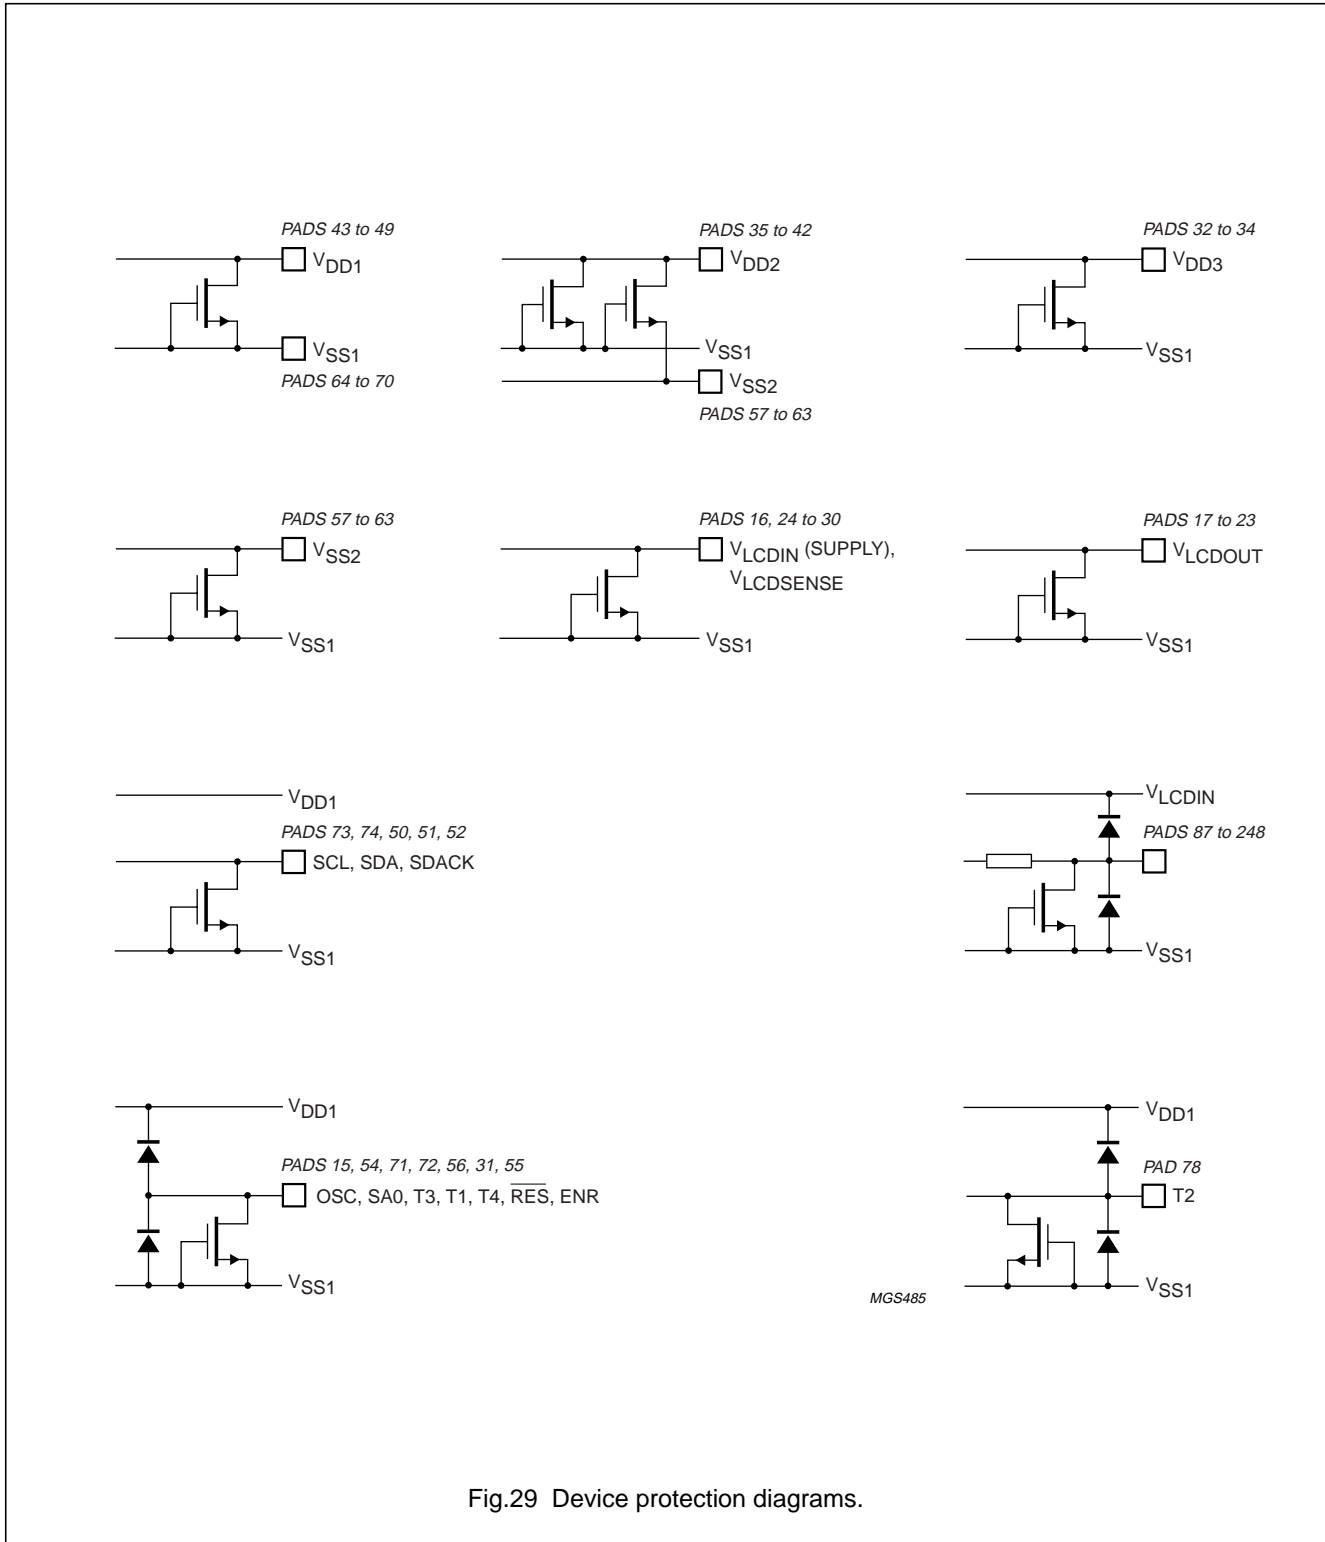 PADS 43 to 49
VDD1
VSS1
PADS 64 to 70
PADS 35 to 42
VDD2
VSS1
VSS2
PADS 57 to 63
PADS 32 to 34
VDD3
VSS1
PADS 57 to 63
VSS2
VSS1
PADS 16, 24 to 30
VLCDIN (SUPPLY),
VLCDSENSE
VSS1
PADS 17 to 23
VLCDOUT
VSS1
VDD1
PADS 73, 74, 50, 51, 52
SCL, SDA, SDACK
VSS1
VLCDIN
PADS 87 to 248
VSS1
VDD1
PADS 15, 54, 71, 72, 56, 31, 55
OSC, SA0, T3, T1, T4, R̅E̅S̅, ENR
VSS1
VDD1
PAD 78
T2
VSS1
MGS485
Fig.29 Device protection diagrams.